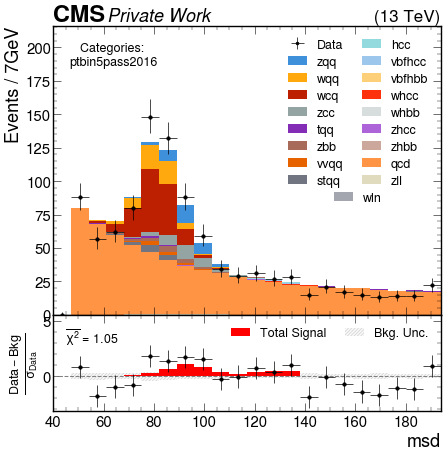 CMS Private Work (13 TeV)
Events / 7GeV
Categories:
ptbin5pass2016
Data
zqq
wqq
wcq
zcc
tqq
zbb
vvqq
stqq
hcc
vbfhcc
vbfhbb
whcc
whbb
zhcc
zhbb
qcd
zll
wln
200
175
150
125
100
75
50
25
0
Data−Bkg
σData
5
0
χ² = 1.05
Total Signal
Bkg. Unc.
40 60 80 100 120 140 160 180
msd